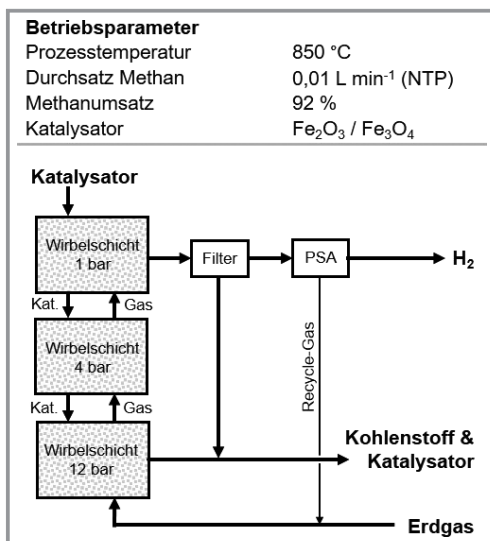 Betriebsparameter
Prozesstemperatur 850 °C
Durchsatz Methan 0,01 L min⁻¹ (NTP)
Methanumsatz 92 %
Katalysator Fe₂O₃ / Fe₃O₄
Katalysator
Wirbelschicht
1 bar
Filter
PSA
H₂
Kat.
Gas
Wirbelschicht
4 bar
Recycle-Gas
Kat.
Gas
Wirbelschicht
12 bar
Kohlenstoff &
Katalysator
Erdgas